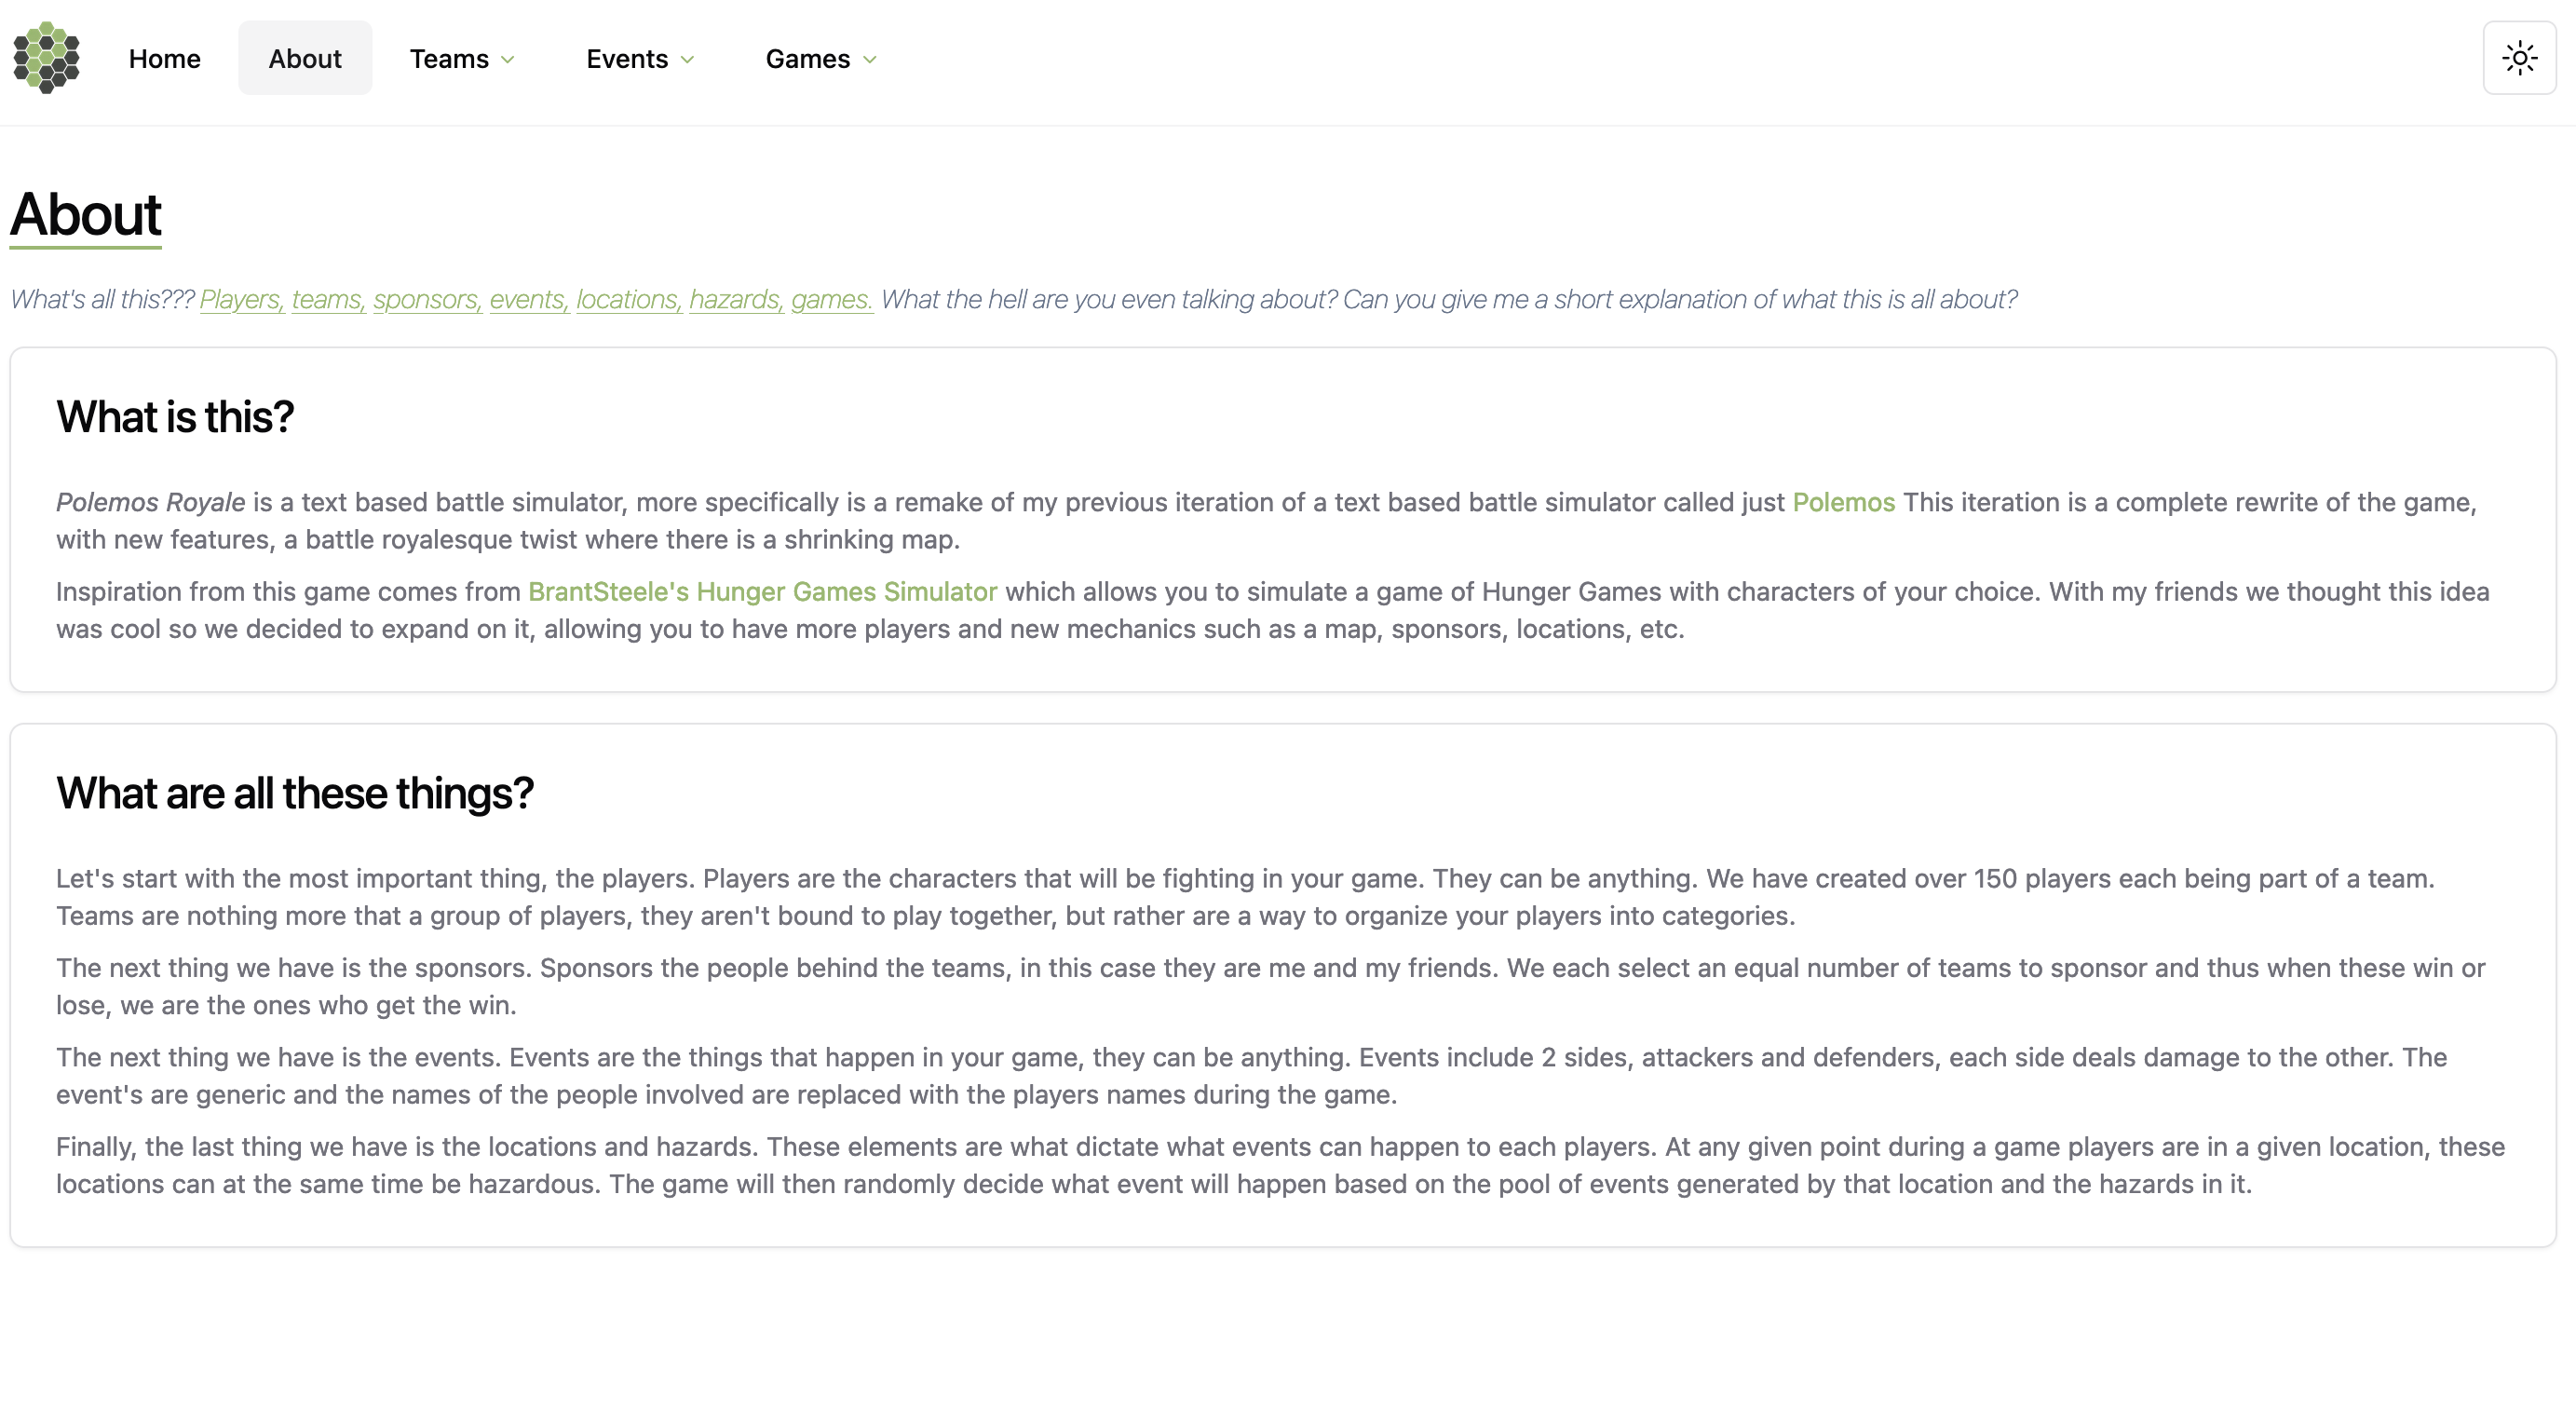 Home About Teams Events Games
About
What's all this??? Players, teams, sponsors, events, locations, hazards, games. What the hell are you even talking about? Can you give me a short explanation of what this is all about?
What is this?
Polemos Royale is a text based battle simulator, more specifically is a remake of my previous iteration of a text based battle simulator called just Polemos This iteration is a complete rewrite of the game,
with new features, a battle royalesque twist where there is a shrinking map.
Inspiration from this game comes from BrantSteele's Hunger Games Simulator which allows you to simulate a game of Hunger Games with characters of your choice. With my friends we thought this idea
was cool so we decided to expand on it, allowing you to have more players and new mechanics such as a map, sponsors, locations, etc.
What are all these things?
Let's start with the most important thing, the players. Players are the characters that will be fighting in your game. They can be anything. We have created over 150 players each being part of a team.
Teams are nothing more that a group of players, they aren't bound to play together, but rather are a way to organize your players into categories.
The next thing we have is the sponsors. Sponsors the people behind the teams, in this case they are me and my friends. We each select an equal number of teams to sponsor and thus when these win or
lose, we are the ones who get the win.
The next thing we have is the events. Events are the things that happen in your game, they can be anything. Events include 2 sides, attackers and defenders, each side deals damage to the other. The
event's are generic and the names of the people involved are replaced with the players names during the game.
Finally, the last thing we have is the locations and hazards. These elements are what dictate what events can happen to each players. At any given point during a game players are in a given location, these
locations can at the same time be hazardous. The game will then randomly decide what event will happen based on the pool of events generated by that location and the hazards in it.